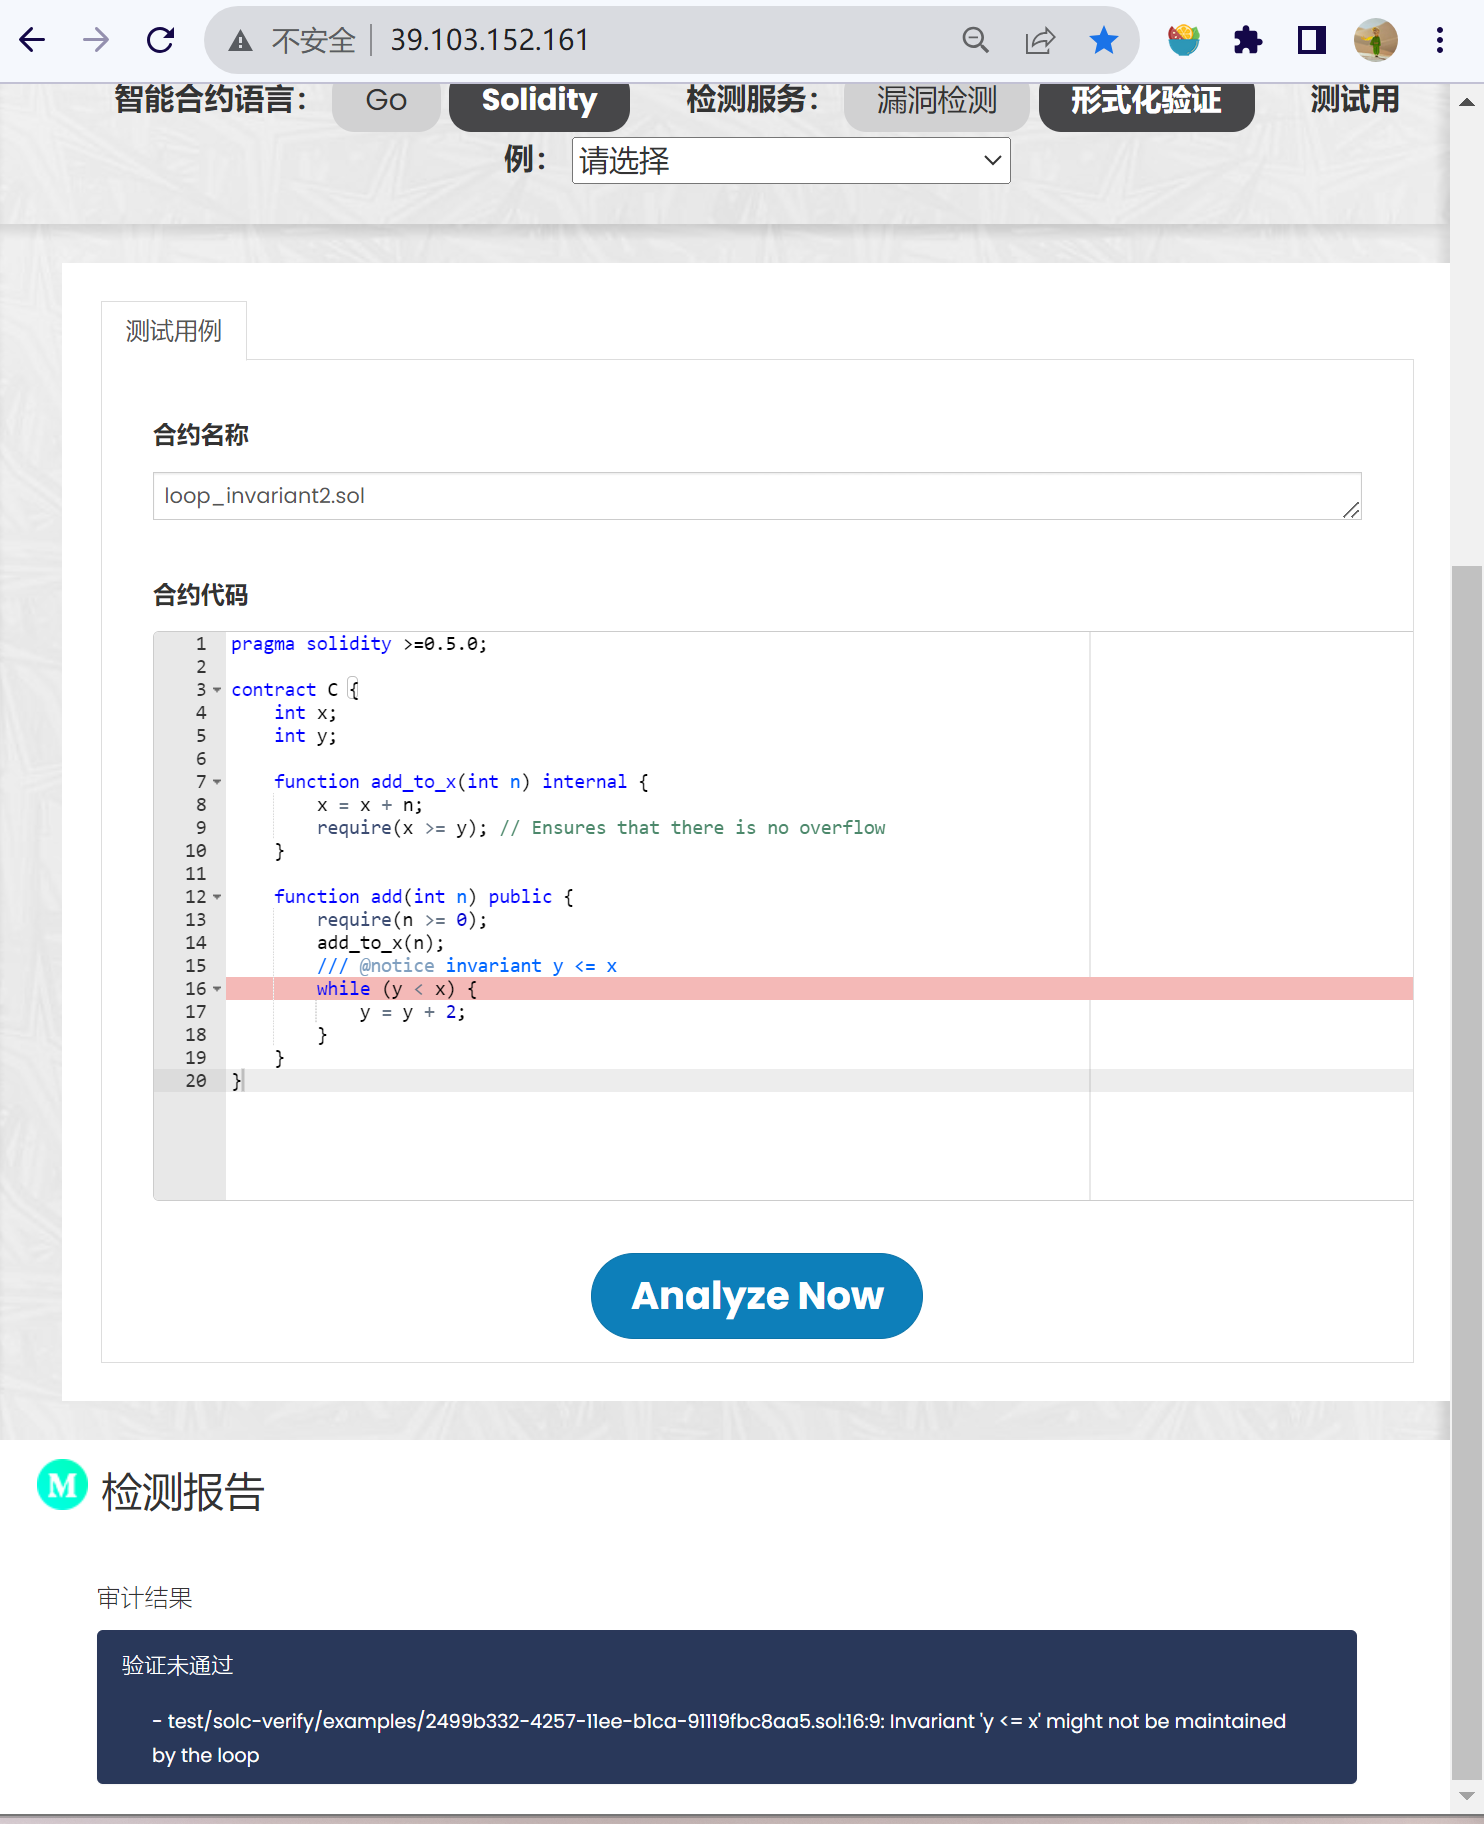 不安全 39.103.152.161
智能合约语言： Go Solidity 检测服务： 漏洞检测 形式化验证 测试用
例： 请选择
测试用例
合约名称
loop_invariant2.sol
合约代码
1 pragma solidity >=0.5.0;
2
3 contract C {
4 int x;
5 int y;
6
7 function add_to_x(int n) internal {
8 x = x + n;
9 require(x >= y); // Ensures that there is no overflow
10 }
11
12 function add(int n) public {
13 require(n >= 0);
14 add_to_x(n);
15 /// @notice invariant y <= x
16 while (y < x) {
17 y = y + 2;
18 }
19 }
20 }
Analyze Now
M 检测报告
审计结果
验证未通过
- test/solc-verify/examples/2499b332-4257-11ee-b1ca-91119fbc8aa5.sol:16:9: Invariant 'y <= x' might not be maintained
by the loop